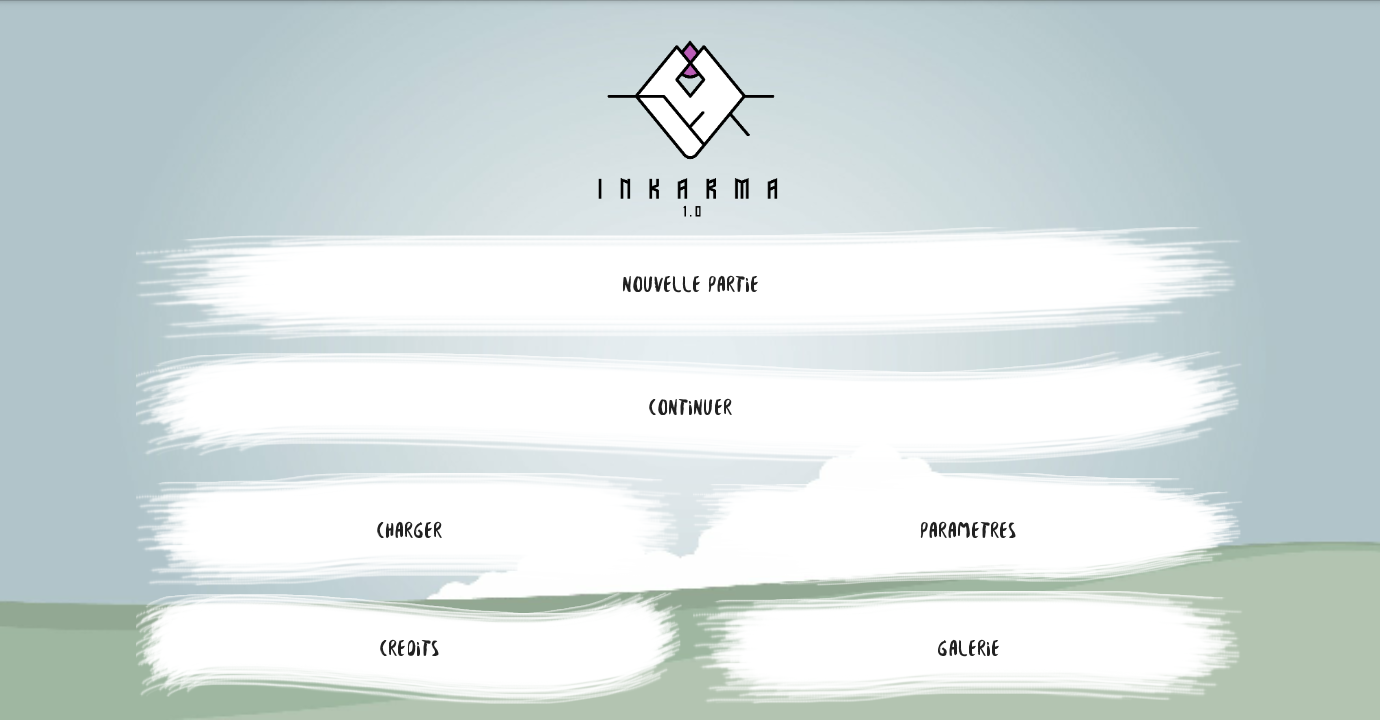 INKARMA
1.0
NOUVELLE PARTiE
CONTiNUER
CHARGER
PARAMETRES
CREDiTS
GALERiE